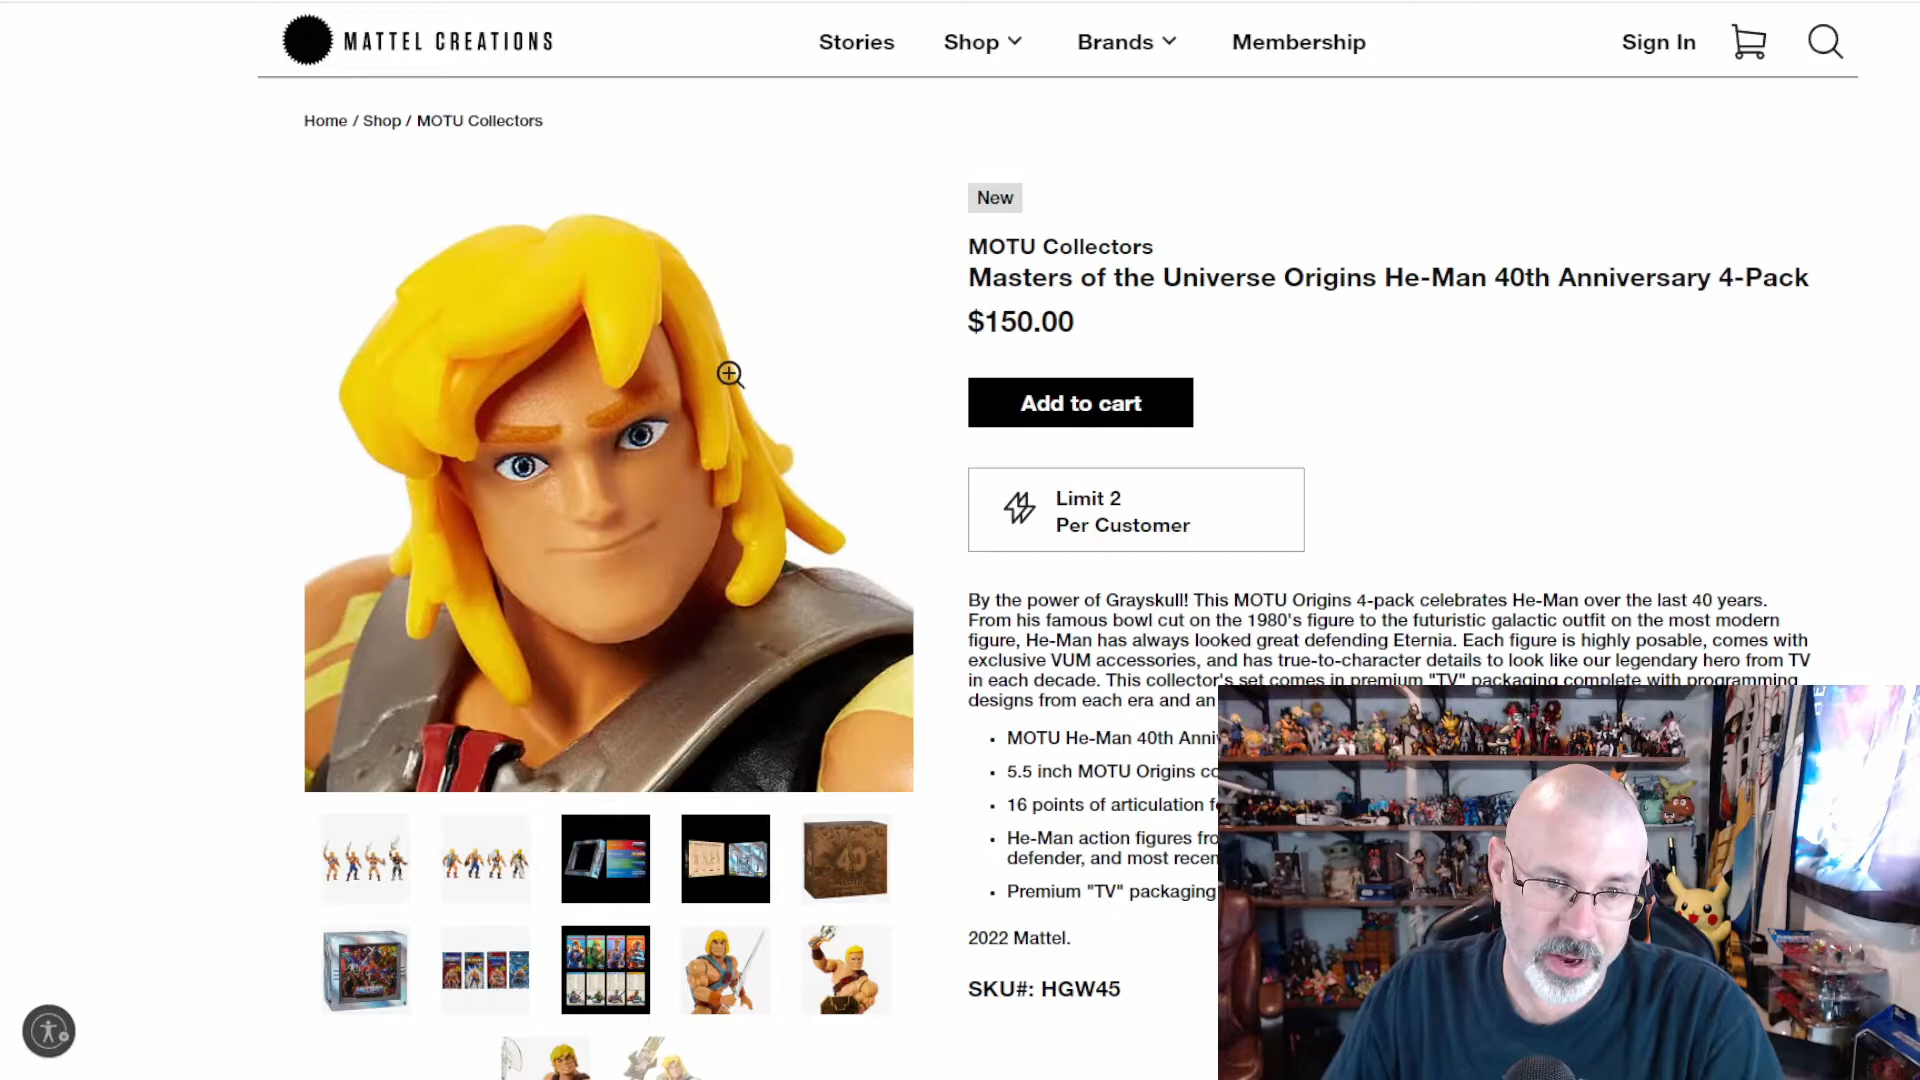 MATTEL CREATIONS
Stories
Shop
Brands
Membership
Sign In
Home / Shop / MOTU Collectors
New
MOTU Collectors
Masters of the Universe Origins He-Man 40th Anniversary 4-Pack
$150.00
Add to cart
Limit 2
Per Customer
By the power of Grayskull! This MOTU Origins 4-pack celebrates He-Man over the last 40 years.
From his famous bowl cut on the 1980's figure to the futuristic galactic outfit on the most modern
figure, He-Man has always looked great defending Eternia. Each figure is highly posable, comes with
exclusive VUM accessories, and has true-to-character details to look like our legendary hero from TV
in each decade. This collector's set comes in premium "TV" packaging complete with programming
designs from each era and an
• MOTU He-Man 40th Anni
• 5.5 inch MOTU Origins co
• 16 points of articulation f
• He-Man action figures fro
defender, and most recen
• Premium "TV" packaging
2022 Mattel.
SKU#: HGW45
40